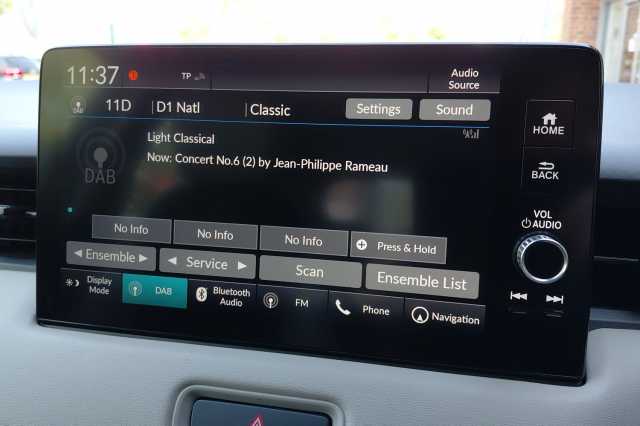 11:37 TP Audio Source
DAB 11D D1 Natl Classic Settings Sound
Light Classical
Now: Concert No.6 (2) by Jean-Philippe Rameau
DAB
No Info No Info No Info Press & Hold
Ensemble Service Scan Ensemble List
Display Mode DAB Bluetooth Audio FM Phone Navigation
HOME
BACK
VOL
AUDIO